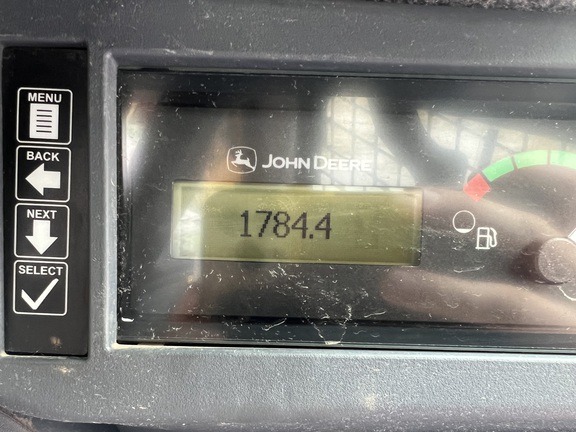 MENU
BACK
NEXT
SELECT
JOHN DEERE
1784.4